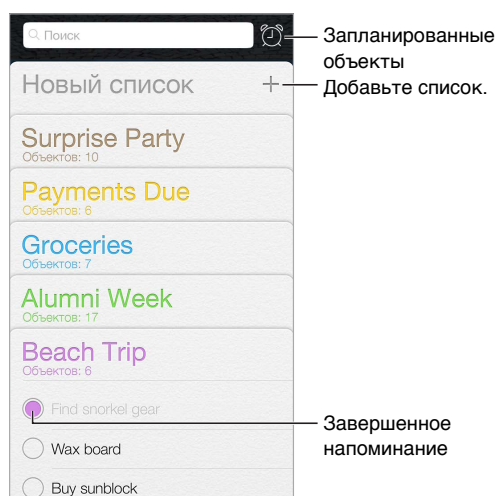 Поиск
Запланированные
объекты
Новый список
Добавьте список.
Surprise Party
Объектов: 10
Payments Due
Объектов: 6
Groceries
Объектов: 7
Alumni Week
Объектов: 17
Beach Trip
Объектов: 6
Find snorkel gear
Завершенное
напоминание
Wax board
Buy sunblock